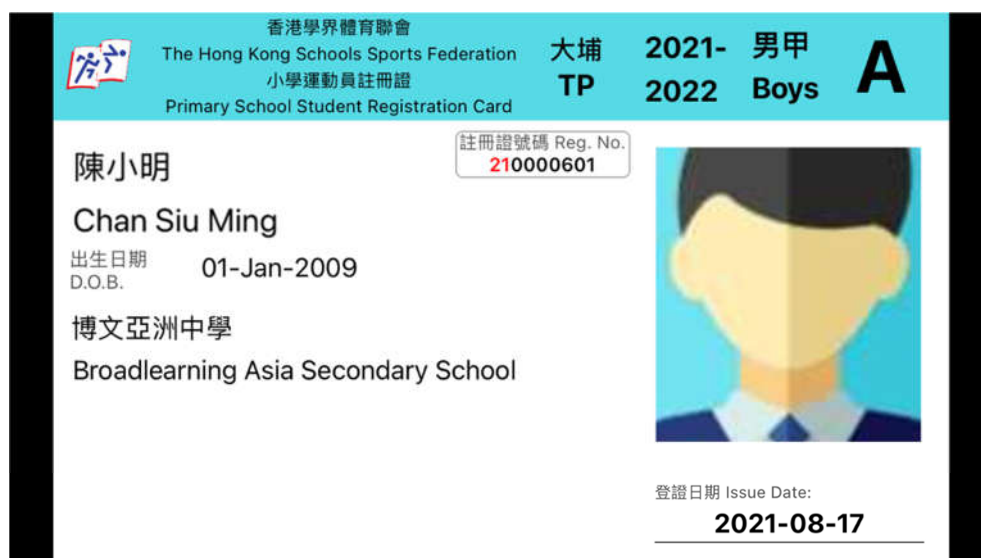 香港學界體育聯會
The Hong Kong Schools Sports Federation
小學運動員註冊證
Primary School Student Registration Card
大埔
TP
2021-
2022
男甲
Boys
A
陳小明
註冊證號碼 Reg. No.
210000601
Chan Siu Ming
出生日期
D.O.B.
01-Jan-2009
博文亞洲中學
Broadlearning Asia Secondary School
登證日期 Issue Date:
2021-08-17